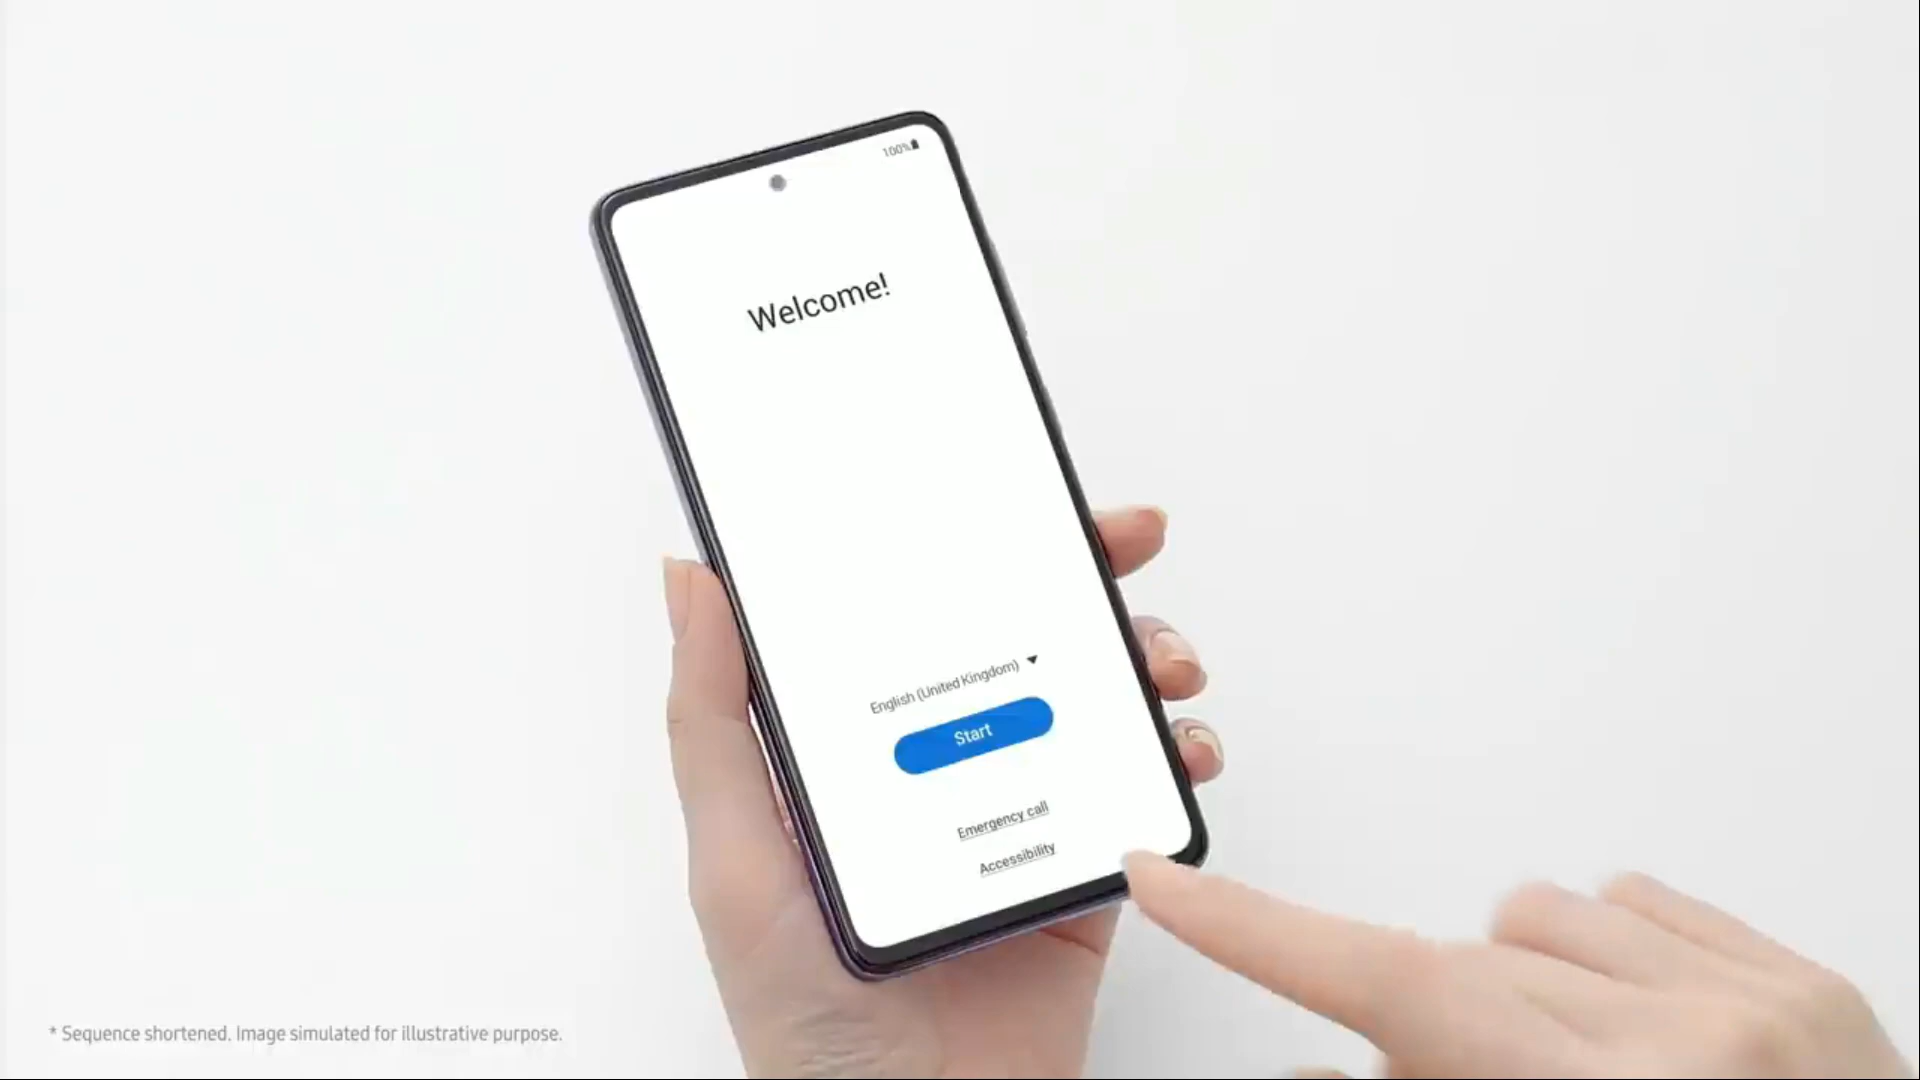 100%
Welcome!
English (United Kingdom)
Start
Emergency call
Accessibility
* Sequence shortened. Image simulated for illustrative purpose.